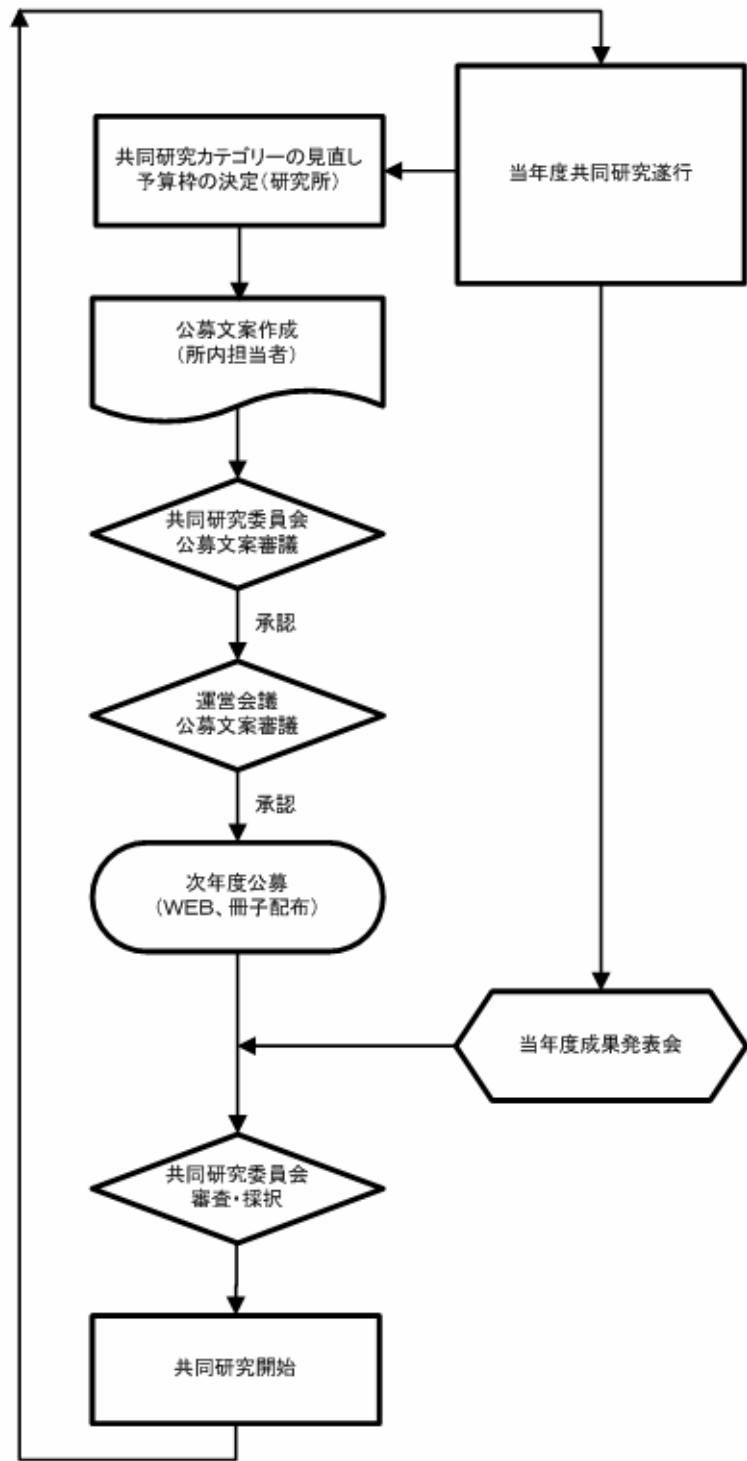 当年度共同研究遂行
共同研究カテゴリーの見直し
予算枠の決定(研究所)
公募文案作成
(所内担当者)
共同研究委員会
公募文案審議
承認
運営会議
公募文案審議
承認
次年度公募
(WEB、冊子配布)
当年度成果発表会
共同研究委員会
審査・採択
共同研究開始